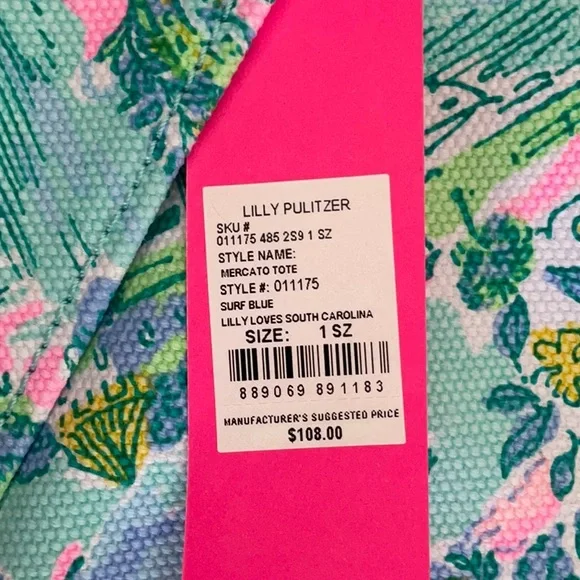 LILLY PULITZER
SKU #
011175 485 2S9 1 SZ
STYLE NAME:
MERCATO TOTE
STYLE #: 011175
SURF BLUE
LILLY LOVES SOUTH CAROLINA
SIZE: 1 SZ
889069 891183
MANUFACTURER'S SUGGESTED PRICE
$108.00